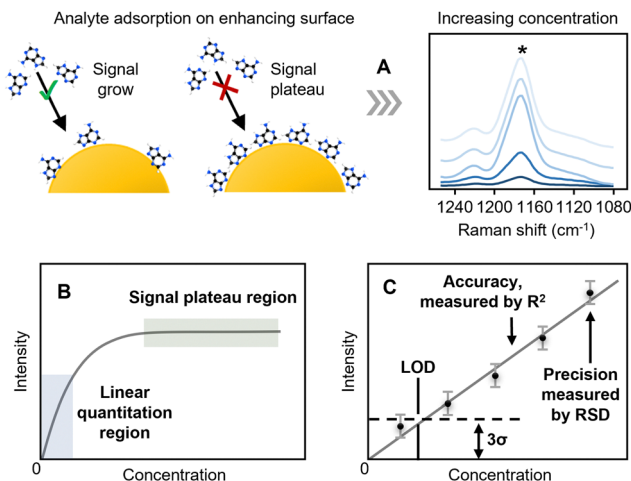 Analyte adsorption on enhancing surface
Increasing concentration
Signal
grow
Signal
plateau
A
*
1240 1200 1160 1120 1080
Raman shift (cm⁻¹)
B
Signal plateau region
Linear
quantitation
region
Intensity
0
Concentration
C
Accuracy,
measured by R²
LOD
Precision
measured
by RSD
3σ
Intensity
0
Concentration